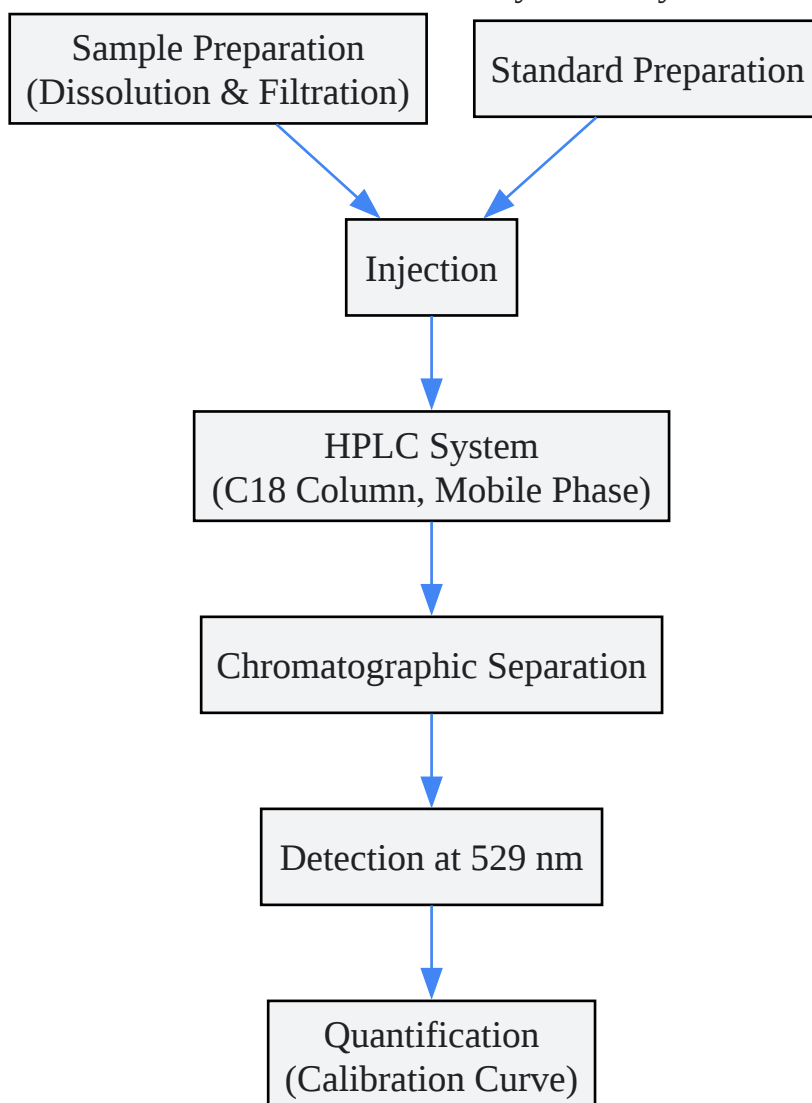 Sample Preparation
(Dissolution & Filtration)
Standard Preparation
Injection
HPLC System
(C18 Column, Mobile Phase)
Chromatographic Separation
Detection at 529 nm
Quantification
(Calibration Curve)